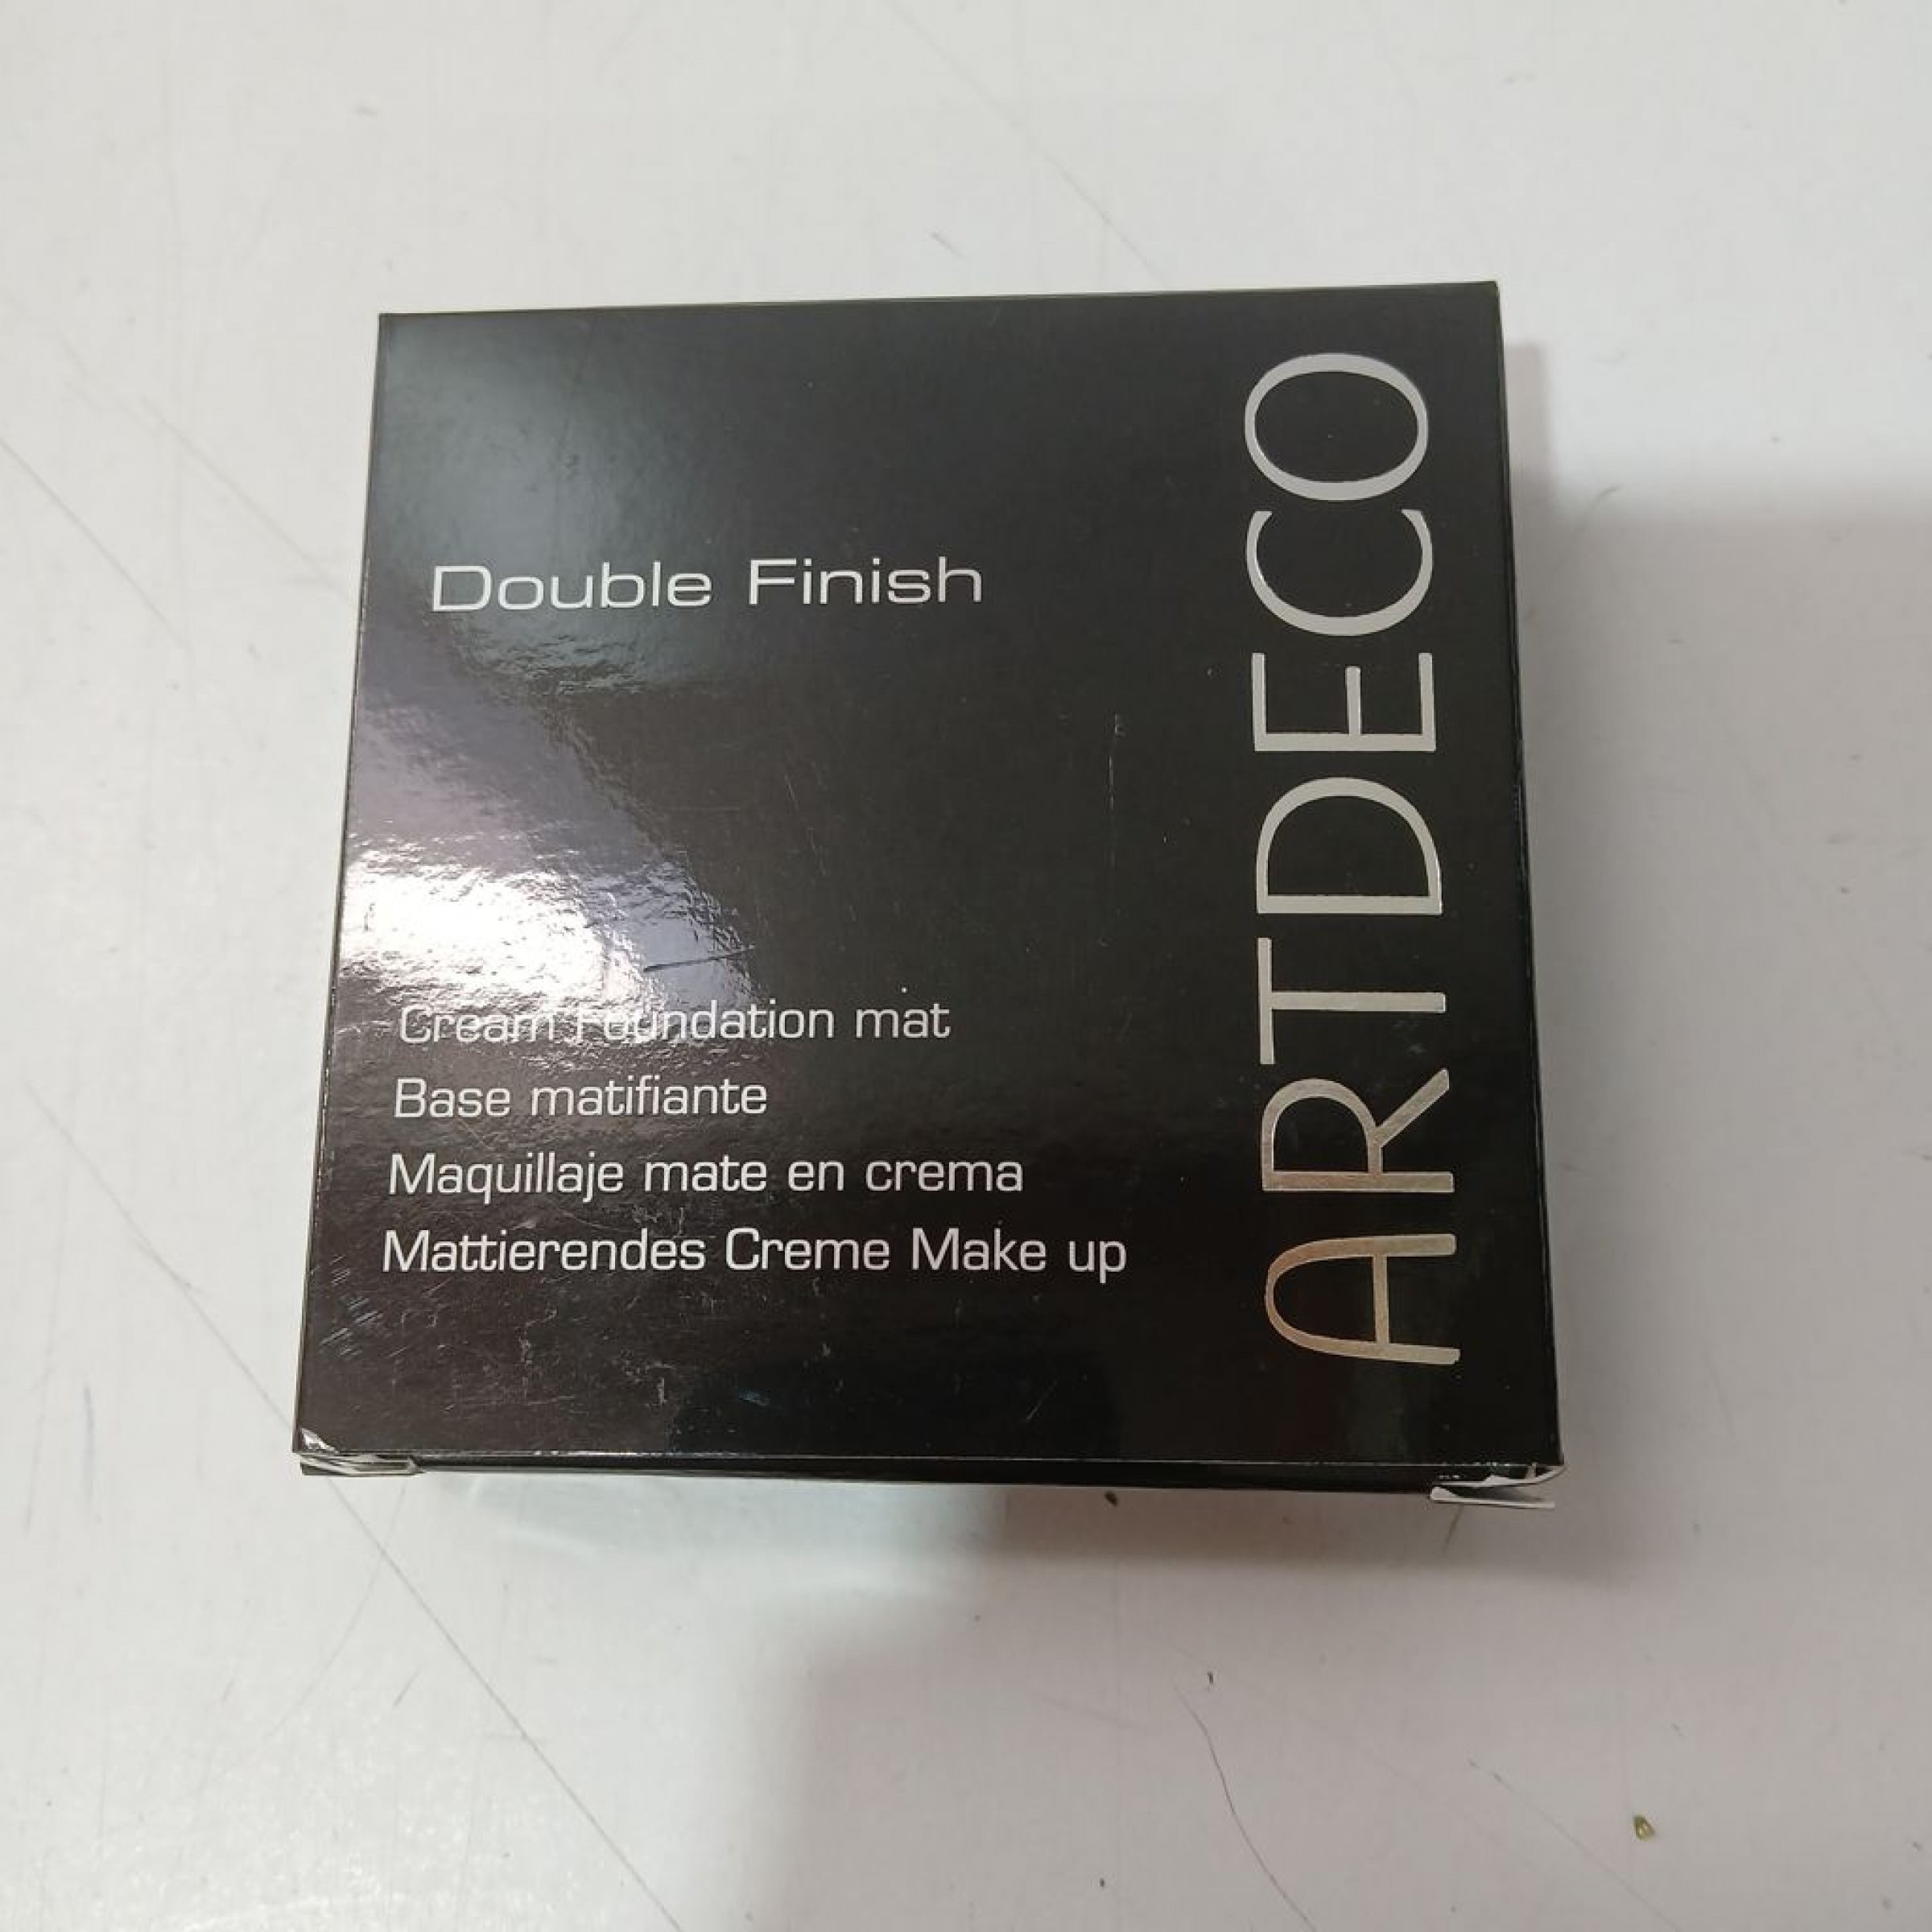 Double Finish
Cream Foundation mat
Base matifiante
Maquillaje mate en crema
Mattierendes Creme Make up
ARTDECO